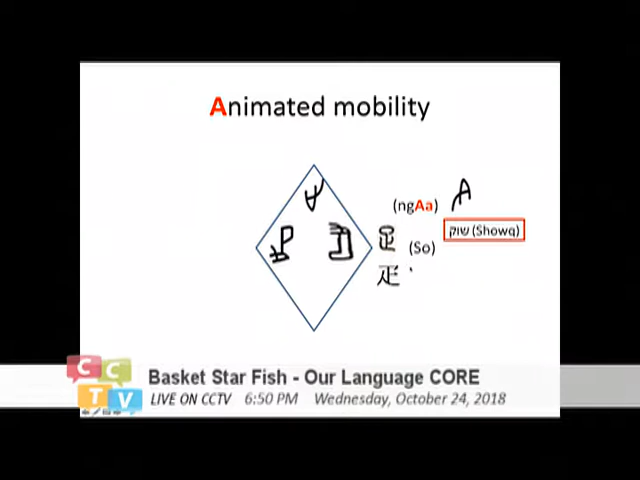 Animated mobility
(ngAa) A
שוק (Showq)
(So)
疋
CCTV
Basket Star Fish - Our Language CORE
LIVE ON CCTV 6:50 PM Wednesday, October 24, 2018